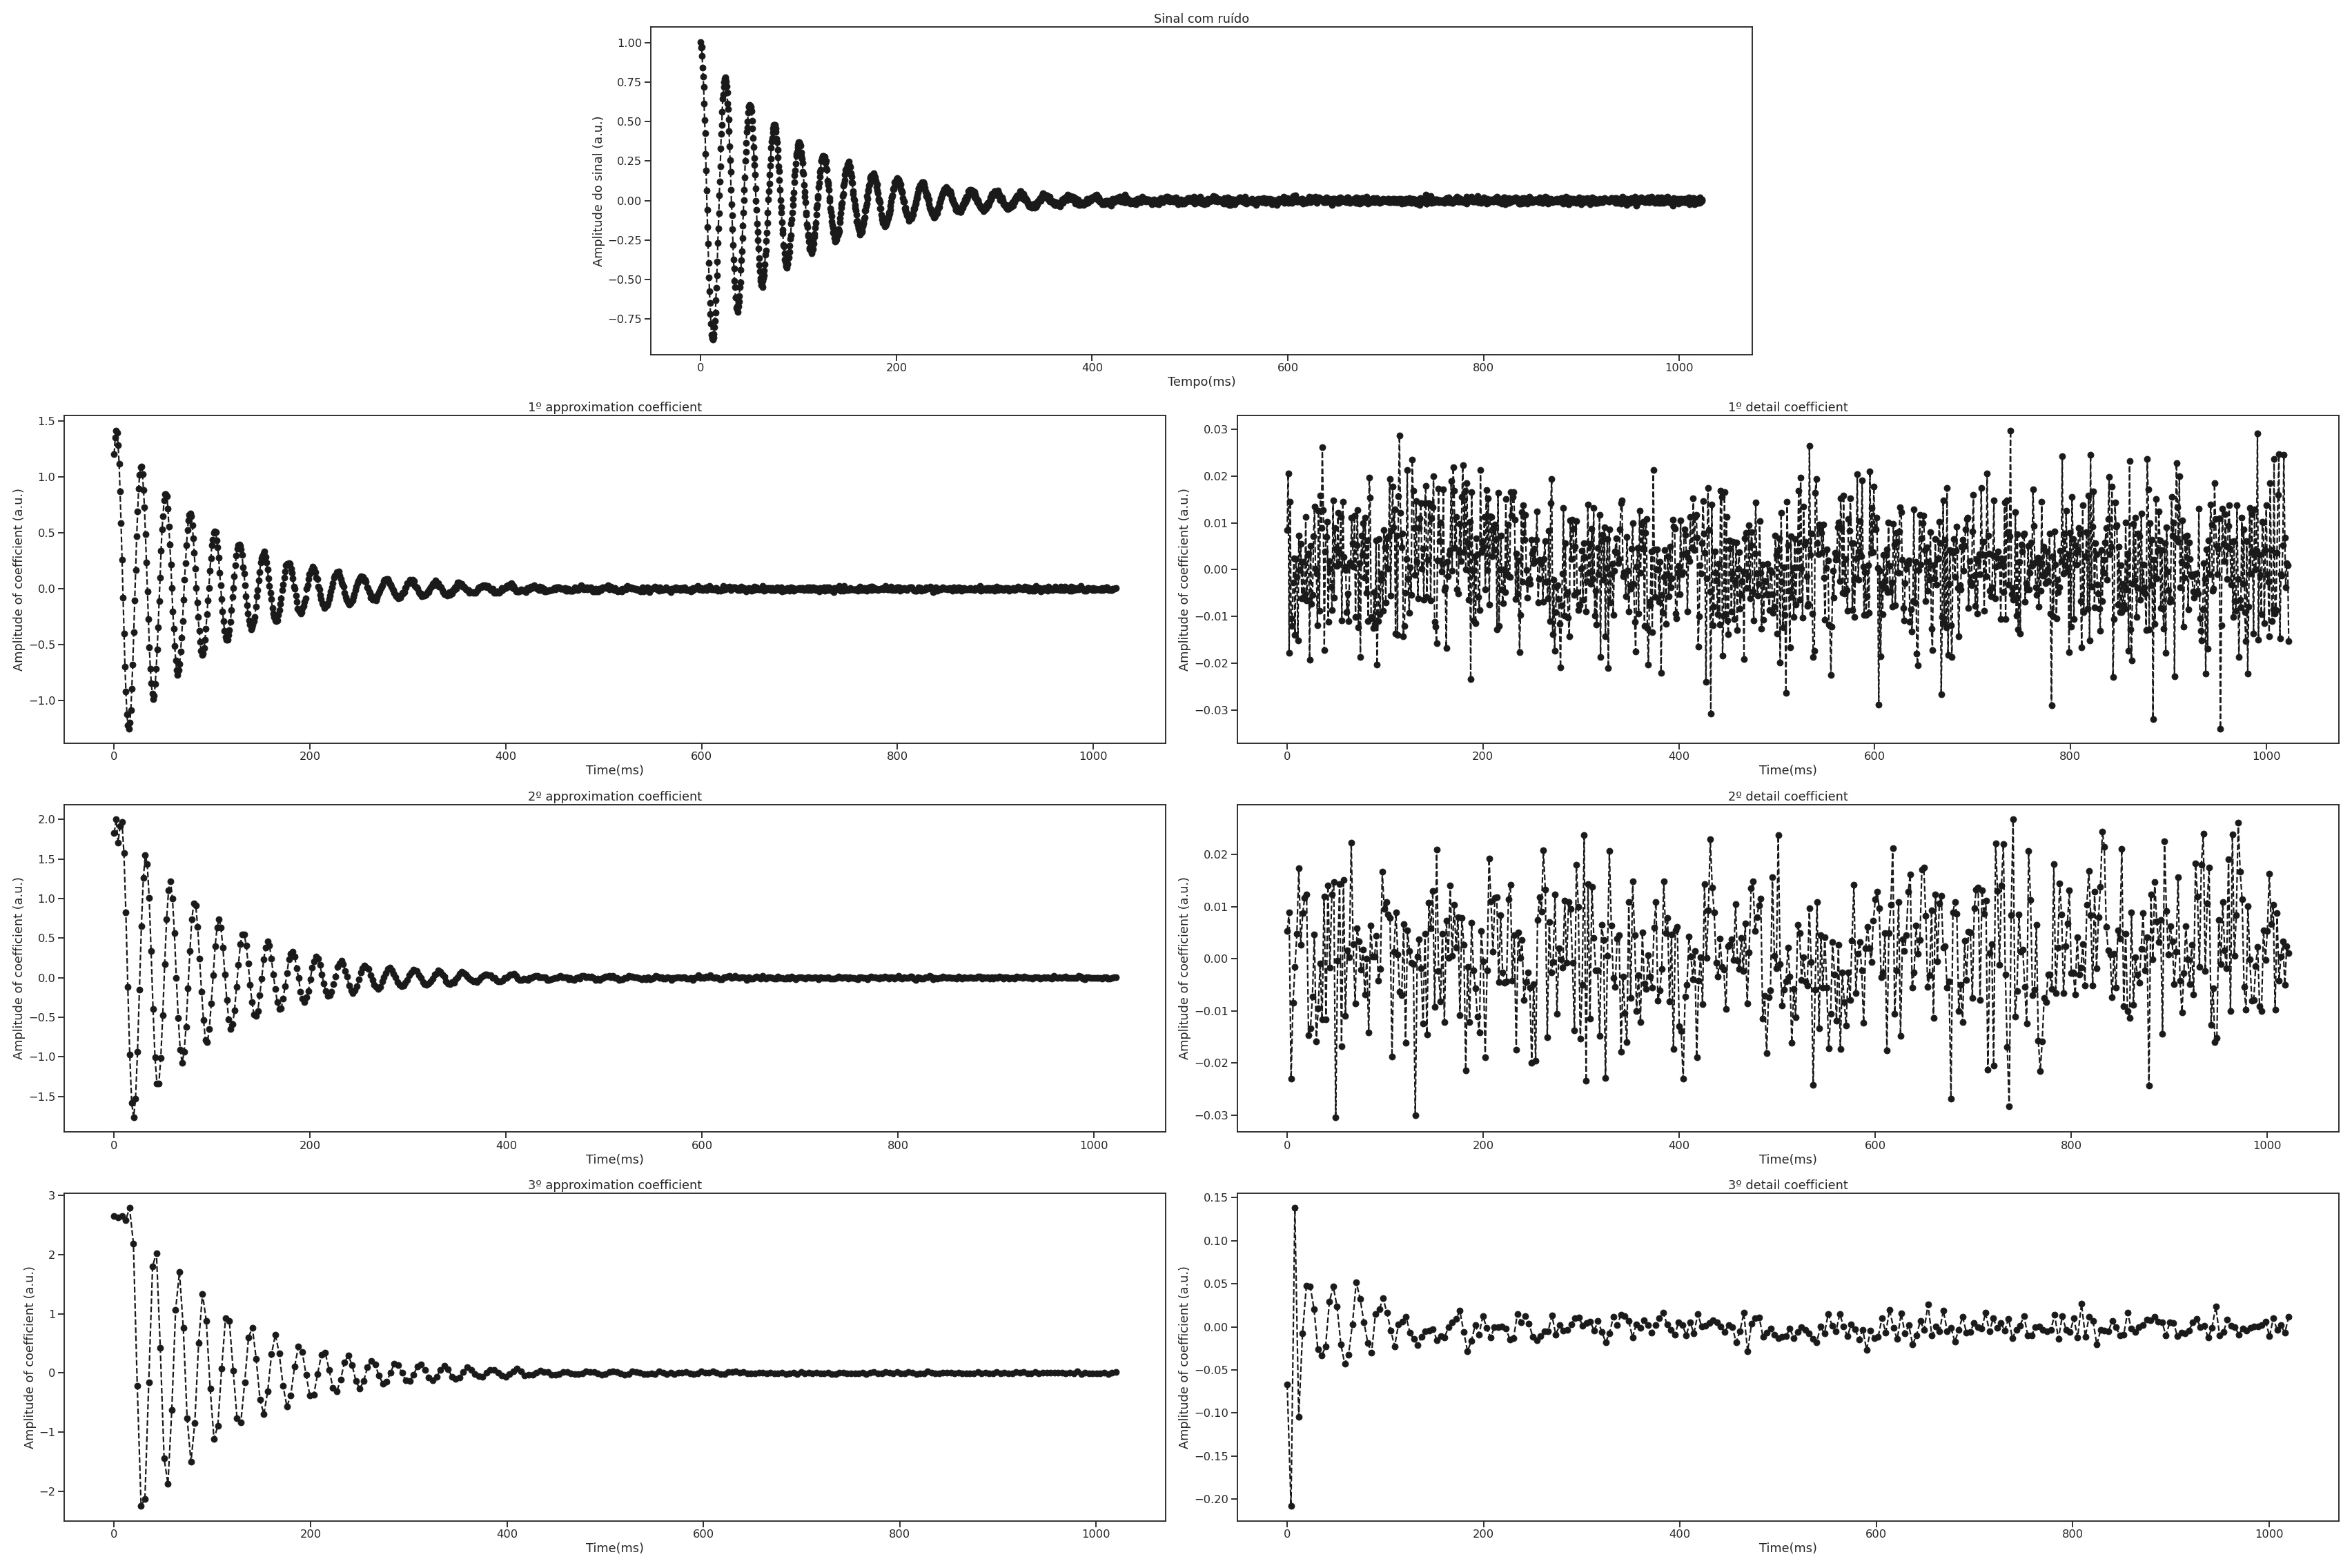 Sinal com ruído
1.00
0.75
0.50
0.25
0.00
−0.25
−0.50
−0.75
Amplitude do sinal (a.u.)
0 200 400 600 800 1000
Tempo(ms)
1º approximation coefficient
1.5
1.0
0.5
0.0
−0.5
−1.0
Amplitude of coefficient (a.u.)
0 200 400 600 800 1000
Time(ms)
1º detail coefficient
0.03
0.02
0.01
0.00
−0.01
−0.02
−0.03
Amplitude of coefficient (a.u.)
0 200 400 600 800 1000
Time(ms)
2º approximation coefficient
2.0
1.5
1.0
0.5
0.0
−0.5
−1.0
−1.5
Amplitude of coefficient (a.u.)
0 200 400 600 800 1000
Time(ms)
2º detail coefficient
0.02
0.01
0.00
−0.01
−0.02
−0.03
Amplitude of coefficient (a.u.)
0 200 400 600 800 1000
Time(ms)
3º approximation coefficient
3
2
1
0
−1
−2
Amplitude of coefficient (a.u.)
0 200 400 600 800 1000
Time(ms)
3º detail coefficient
0.15
0.10
0.05
0.00
−0.05
−0.10
−0.15
−0.20
Amplitude of coefficient (a.u.)
0 200 400 600 800 1000
Time(ms)